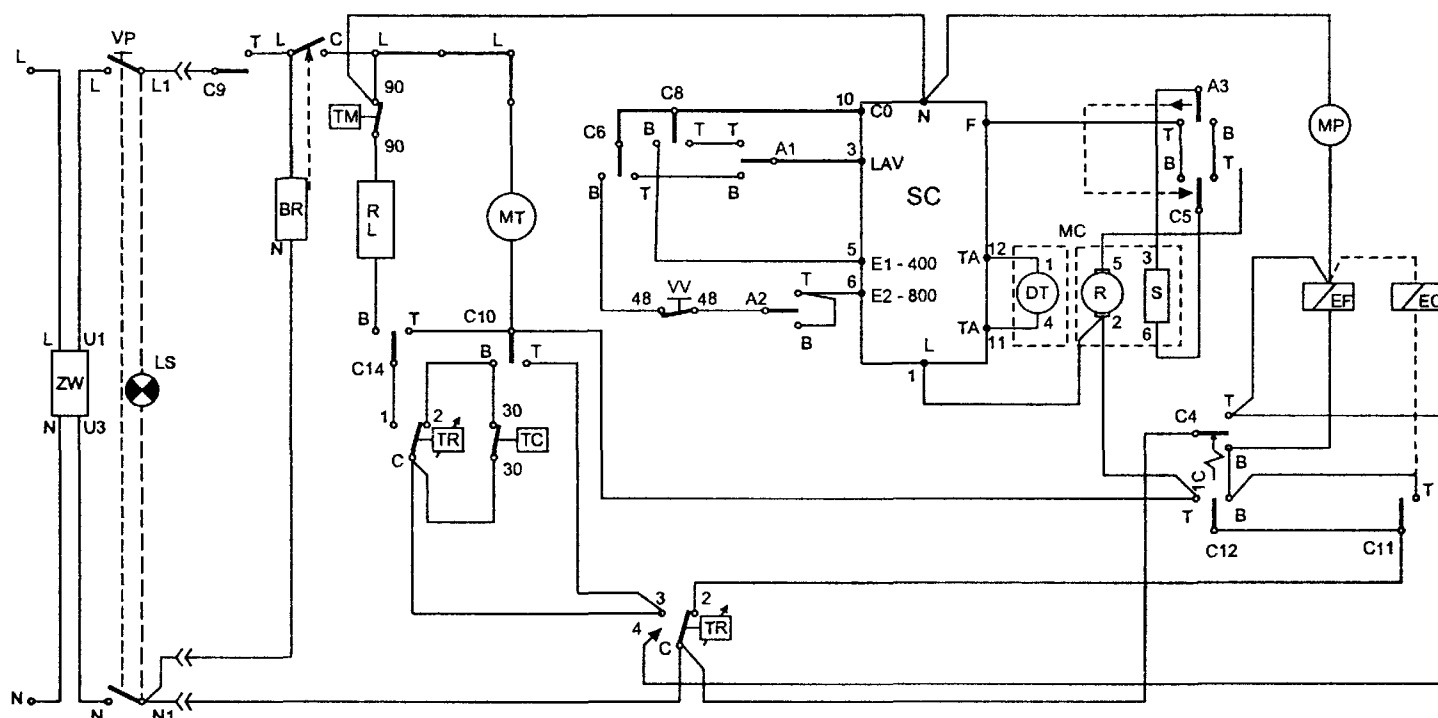 VP
L
L
L1
C9
T
L
C
L
L
90
TM
90
BR
N
R
L
MT
B
T
C10
C14
B
T
1
2
TR
C
30
TC
30
L
U1
ZW
N
U3
LS
N
N
N1
C8
C6
B
T
T
A1
B
T
B
10
C0
N
F
3
LAV
SC
5
E1 - 400
6
E2 - 800
TA
12
TA
11
L
1
48
VV
48
A2
T
B
MC
1
DT
4
5
R
2
3
S
6
A3
T
B
B
T
C5
MP
EF
T
C4
B
1C
T
B
C12
C11
T
3
2
4
C
TR